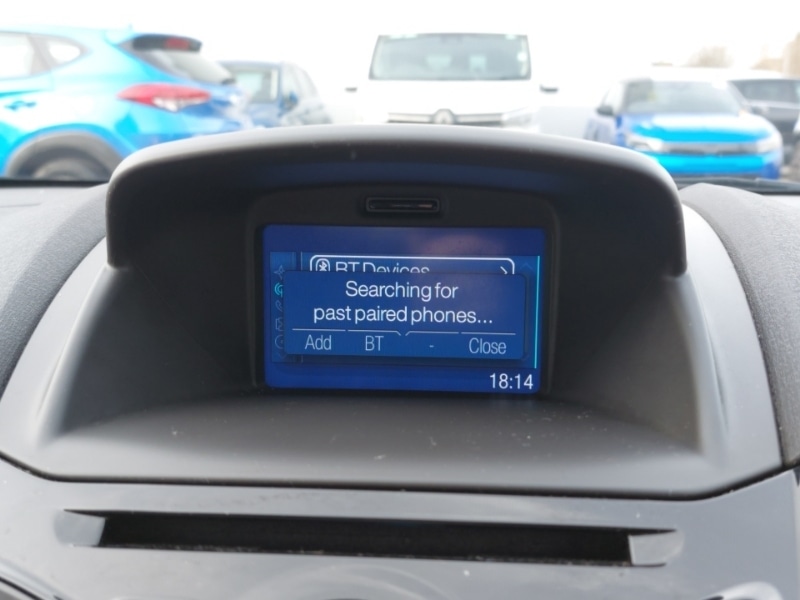 BT Devices
Searching for
past paired phones...
Add BT - Close
18:14